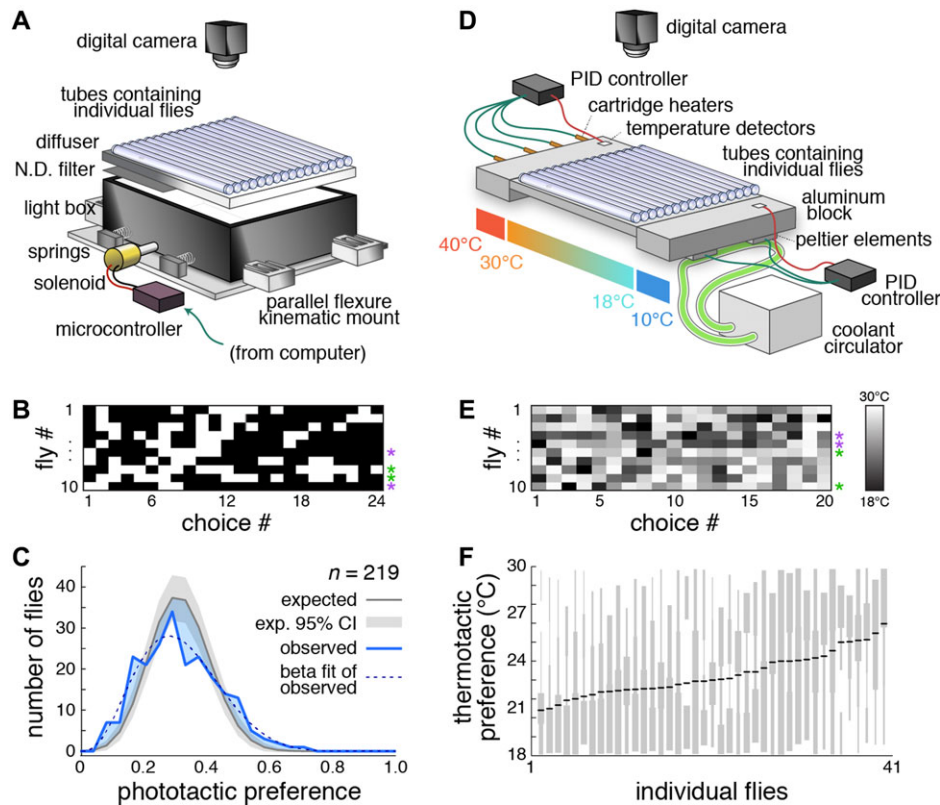 A
digital camera
tubes containing
individual flies
diffuser
N.D. filter
light box
springs
solenoid
microcontroller
(from computer)
parallel flexure
kinematic mount
D
digital camera
PID controller
cartridge heaters
temperature detectors
tubes containing
individual flies
aluminum
block
peltier elements
40°C
30°C
18°C
10°C
PID
controller
coolant
circulator
B
fly #
1
.
.
.
10
1 6 12 18 24
choice #
*
*
*
*
E
fly #
1
.
.
.
10
1 5 10 15 20
choice #
*
*
*
*
30°C
18°C
C
number of flies
40
30
20
10
0
0 0.2 0.4 0.6 0.8 1.0
phototactic preference
n = 219
expected
exp. 95% CI
observed
beta fit of
observed
F
thermotactic
preference (°C)
30
27
24
21
18
1 41
individual flies